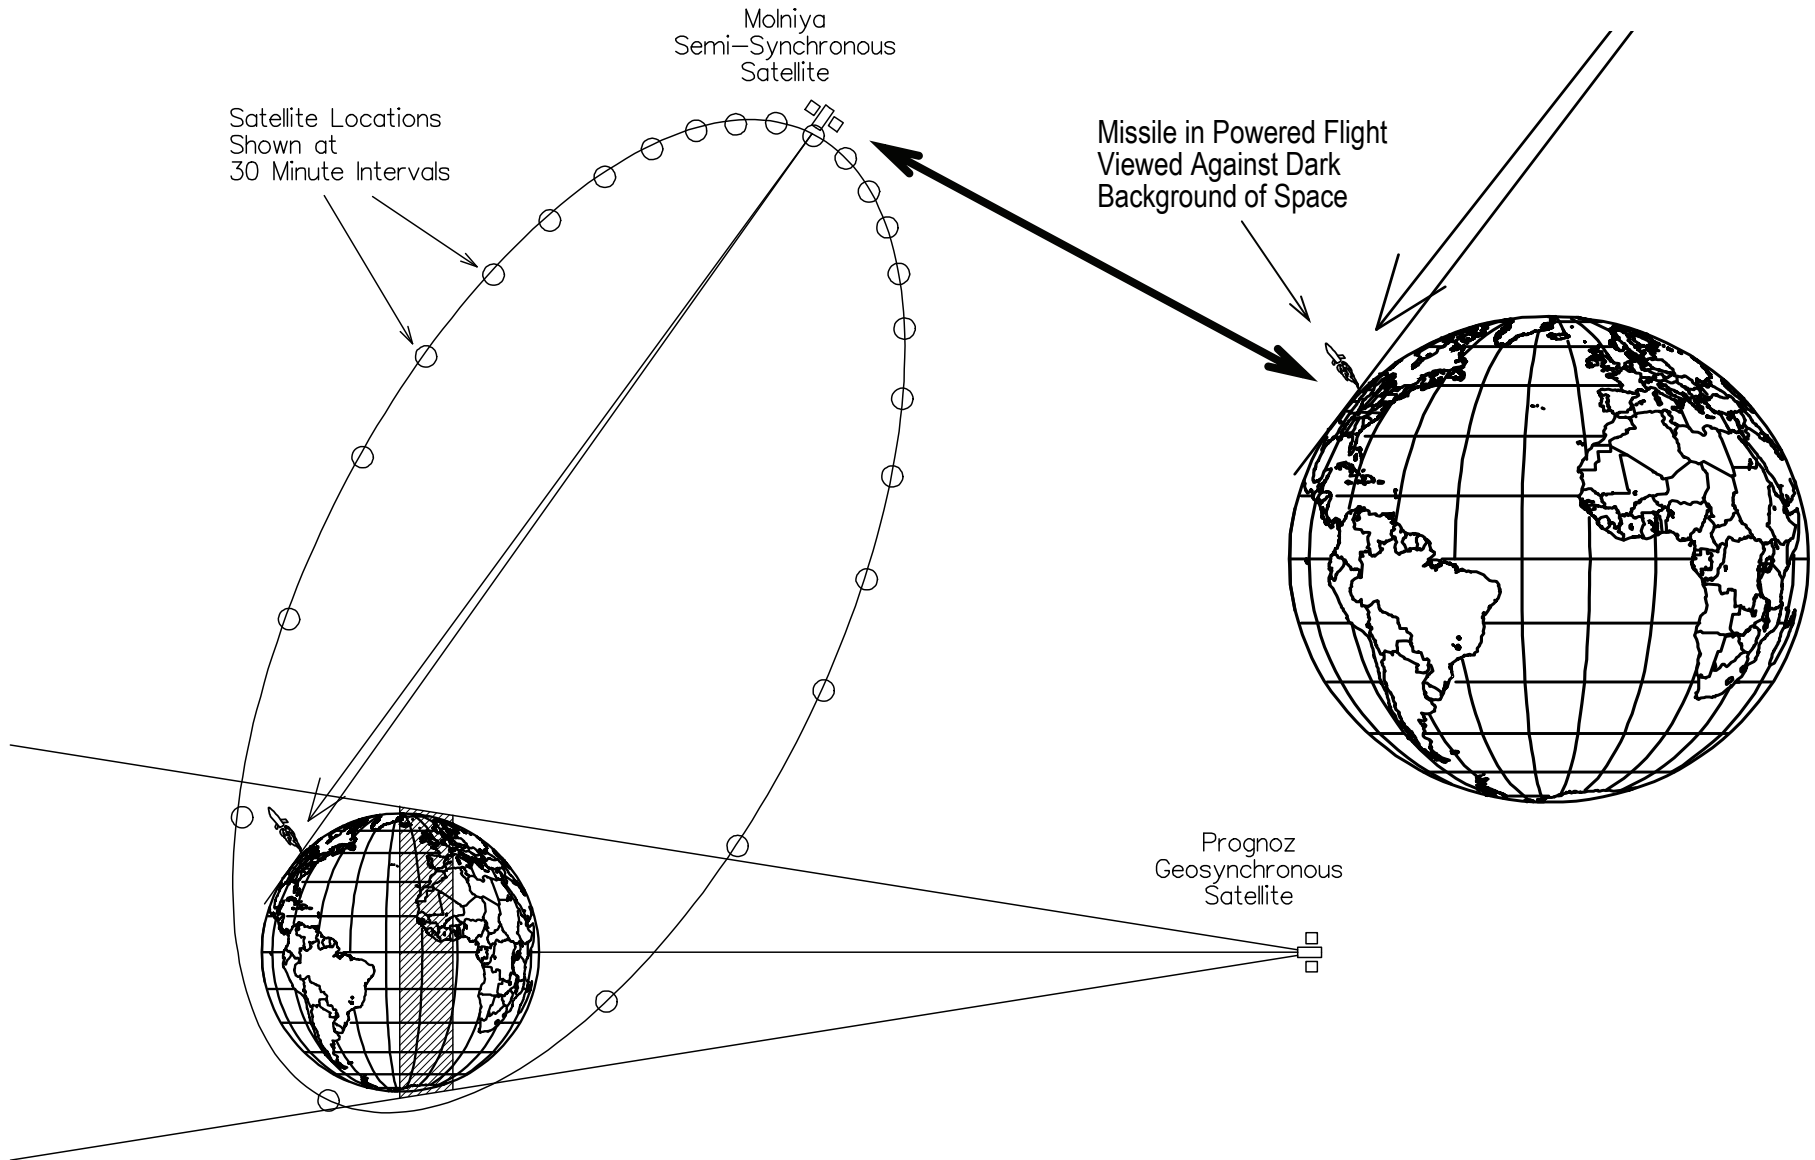 Molniya
Semi-Synchronous
Satellite
Satellite Locations
Shown at
30 Minute Intervals
Missile in Powered Flight
Viewed Against Dark
Background of Space
Prognoz
Geosynchronous
Satellite